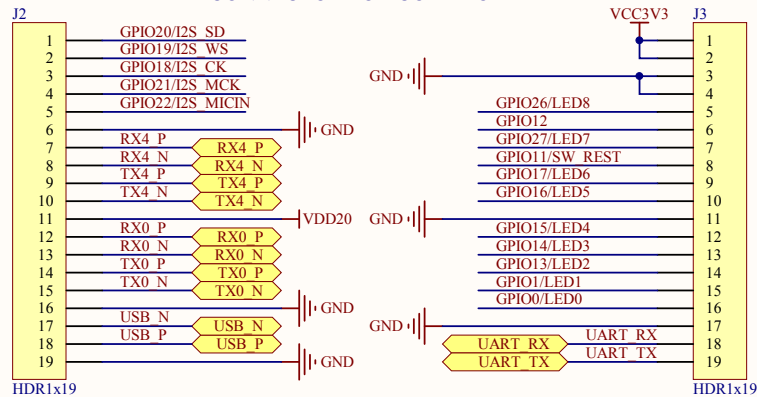 J2
VCC3V3
J3
1 GPIO20/I2S_SD
2 GPIO19/I2S_WS
3 GPIO18/I2S_CK
4 GPIO21/I2S_MCK
5 GPIO22/I2S_MICIN
6 GND
7 RX4_P RX4_P
8 RX4_N RX4_N
9 TX4_P TX4_P
10 TX4_N TX4_N
11 VDD20
12 RX0_P RX0_P
13 RX0_N RX0_N
14 TX0_P TX0_P
15 TX0_N TX0_N
16 GND
17 USB_N USB_N
18 USB_P USB_P
19 GND
HDR1x19
1
2
GND 3
4
GPIO26/LED8 5
GPIO12 6
GPIO27/LED7 7
GPIO11/SW_REST 8
GPIO17/LED6 9
GPIO16/LED5 10
GND 11
GPIO15/LED4 12
GPIO14/LED3 13
GPIO13/LED2 14
GPIO1/LED1 15
GPIO0/LED0 16
GND 17
UART_RX UART_RX 18
UART_TX UART_TX 19
HDR1x19